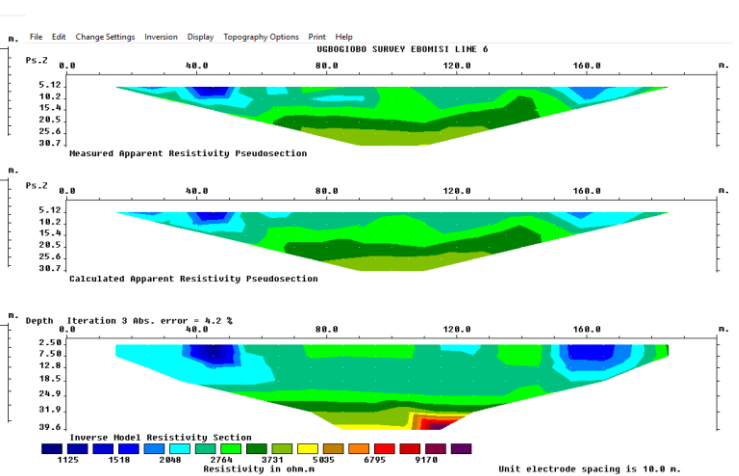 File Edit Change Settings Inversion Display Topography Options Print Help
UGBOGIOBO SURVEY EBOMISI LINE 6
m.
Ps.Z 0.0 40.0 80.0 120.0 160.0 m.
5.12
10.2
15.4
20.5
25.6
30.7
Measured Apparent Resistivity Pseudosection
m.
Ps.Z 0.0 40.0 80.0 120.0 160.0 m.
5.12
10.2
15.4
20.5
25.6
30.7
Calculated Apparent Resistivity Pseudosection
m.
Depth Iteration 3 Abs. error = 4.2 %
0.0 40.0 80.0 120.0 160.0 m.
2.50
7.50
12.8
18.5
24.9
31.9
39.6
Inverse Model Resistivity Section
1125 1518 2048 2764 3731 5035 6795 9170
Resistivity in ohm.m Unit electrode spacing is 10.0 m.